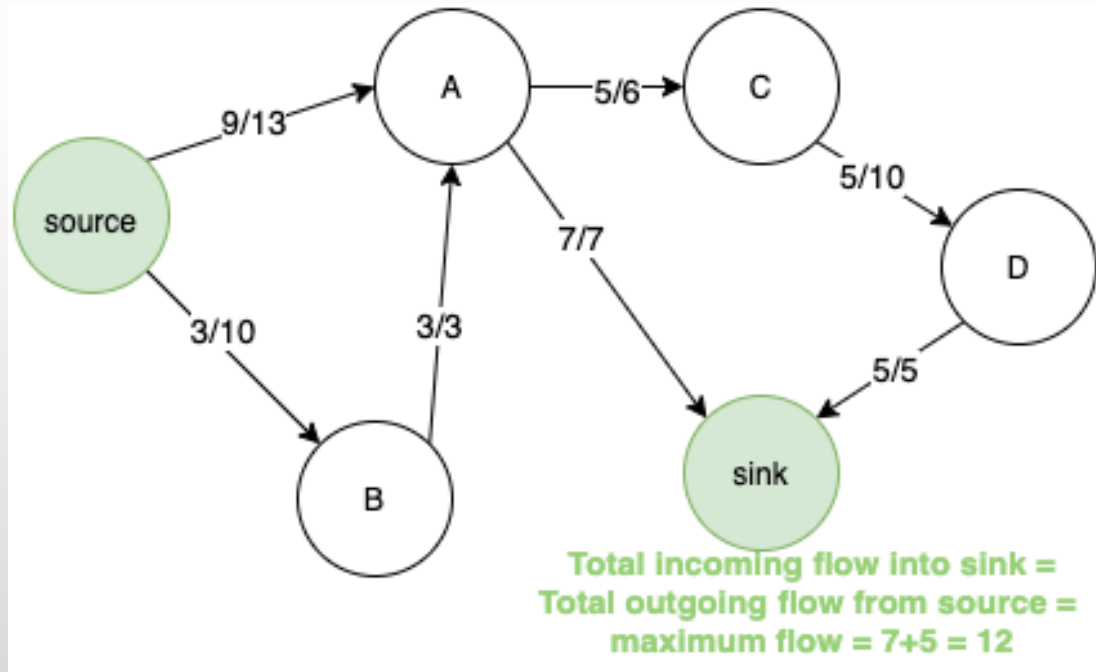 A
5/6
C
9/13
5/10
source
7/7
D
3/10
3/3
5/5
sink
B
Total incoming flow into sink =
Total outgoing flow from source =
maximum flow = 7+5 = 12